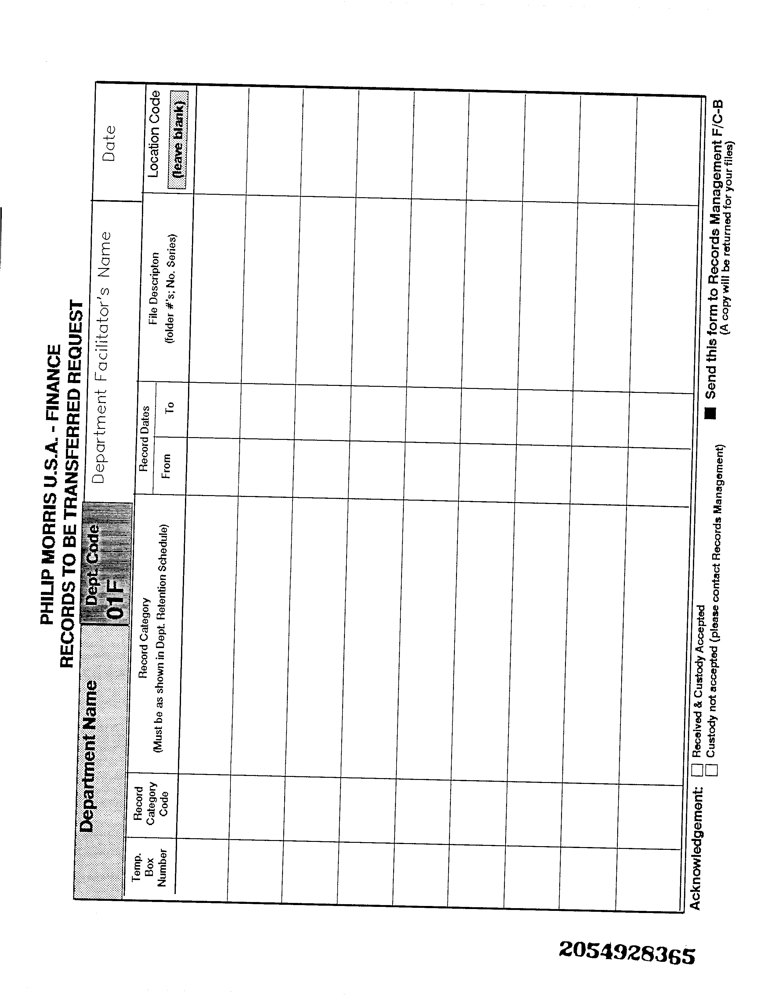 PHILIP MORRIS U.S.A. - FINANCE
RECORDS TO BE TRANSFERRED REQUEST
Department Name
Dept. Code
01F
Department Facilitator's Name
Date
Temp.
Box
Number
Record
Category
Code
Record Category
(Must be as shown in Dept. Retention Schedule)
Record Dates
From
To
File Descripton
(folder #'s; No. Series)
Location Code
(leave blank)
Acknowledgement: □ Received & Custody Accepted
□ Custody not accepted (please contact Records Management)
■ Send this form to Records Management F/C-B
(A copy will be returned for your files)
2054928365